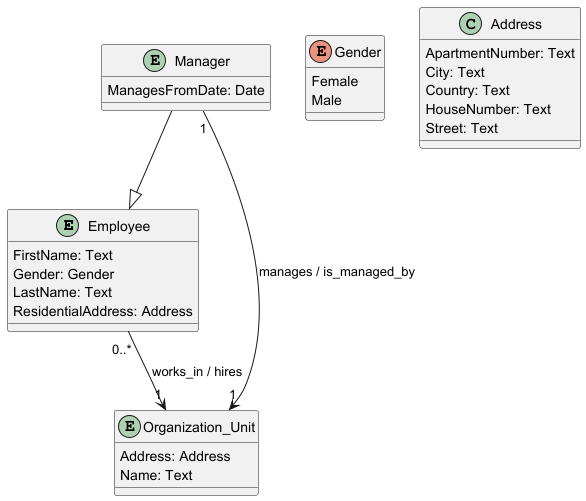 C Address
ApartmentNumber: Text
City: Text
Country: Text
HouseNumber: Text
Street: Text
E Manager
ManagesFromDate: Date
E Gender
Female
Male
1
E Employee
FirstName: Text
Gender: Gender
LastName: Text
ResidentialAddress: Address
manages / is_managed_by
0..*
works_in / hires
1
1
E Organization_Unit
Address: Address
Name: Text